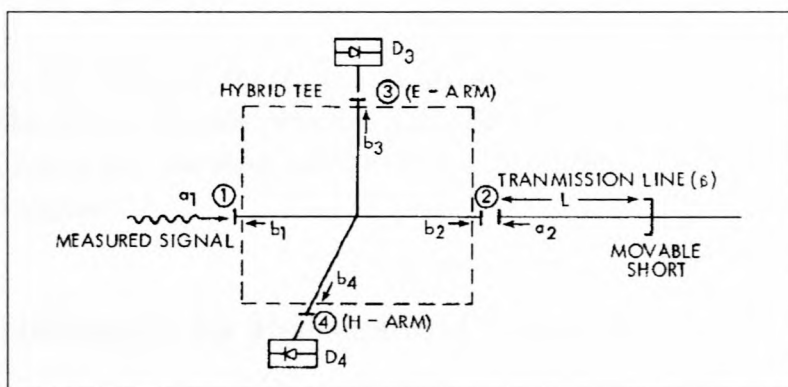 D3
HYBRID TEE
③ (E - ARM)
b3
a1
①
②
TRANMISSION LINE (β)
L
MEASURED SIGNAL
b1
b2
a2
MOVABLE
SHORT
b4
④ (H - ARM)
D4